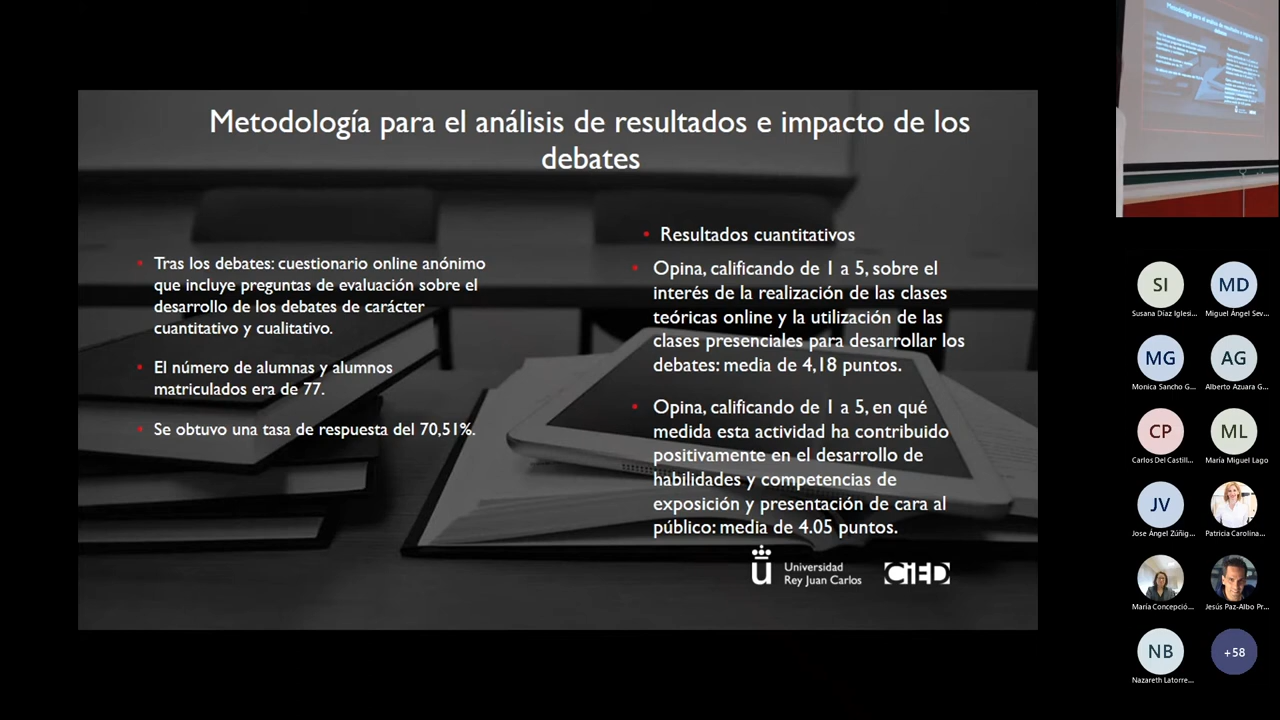 Metodología para el análisis de resultados e impacto de los
debates
• Tras los debates: cuestionario online anónimo
que incluye preguntas de evaluación sobre el
desarrollo de los debates de carácter
cuantitativo y cualitativo.
• El número de alumnas y alumnos
matriculados era de 77.
• Se obtuvo una tasa de respuesta del 70,51%.
• Resultados cuantitativos
• Opina, calificando de 1 a 5, sobre el
interés de la realización de las clases
teóricas online y la utilización de las
clases presenciales para desarrollar los
debates: media de 4,18 puntos.
• Opina, calificando de 1 a 5, en qué
medida esta actividad ha contribuido
positivamente en el desarrollo de
habilidades y competencias de
exposición y presentación de cara al
público: media de 4.05 puntos.
Universidad
Rey Juan Carlos
CiED
SI
MD
Susana Díaz Iglesi...
Miguel Ángel Sev...
MG
AG
Monica Sancho G...
Alberto Azuara G...
CP
ML
Carlos Del Castill...
María Miguel Lago
JV
Jose Ángel Zúñig...
Patricia Carolina...
María Concepció...
Jesús Paz-Albo Pr...
NB
+58
Nazareth Latorre...